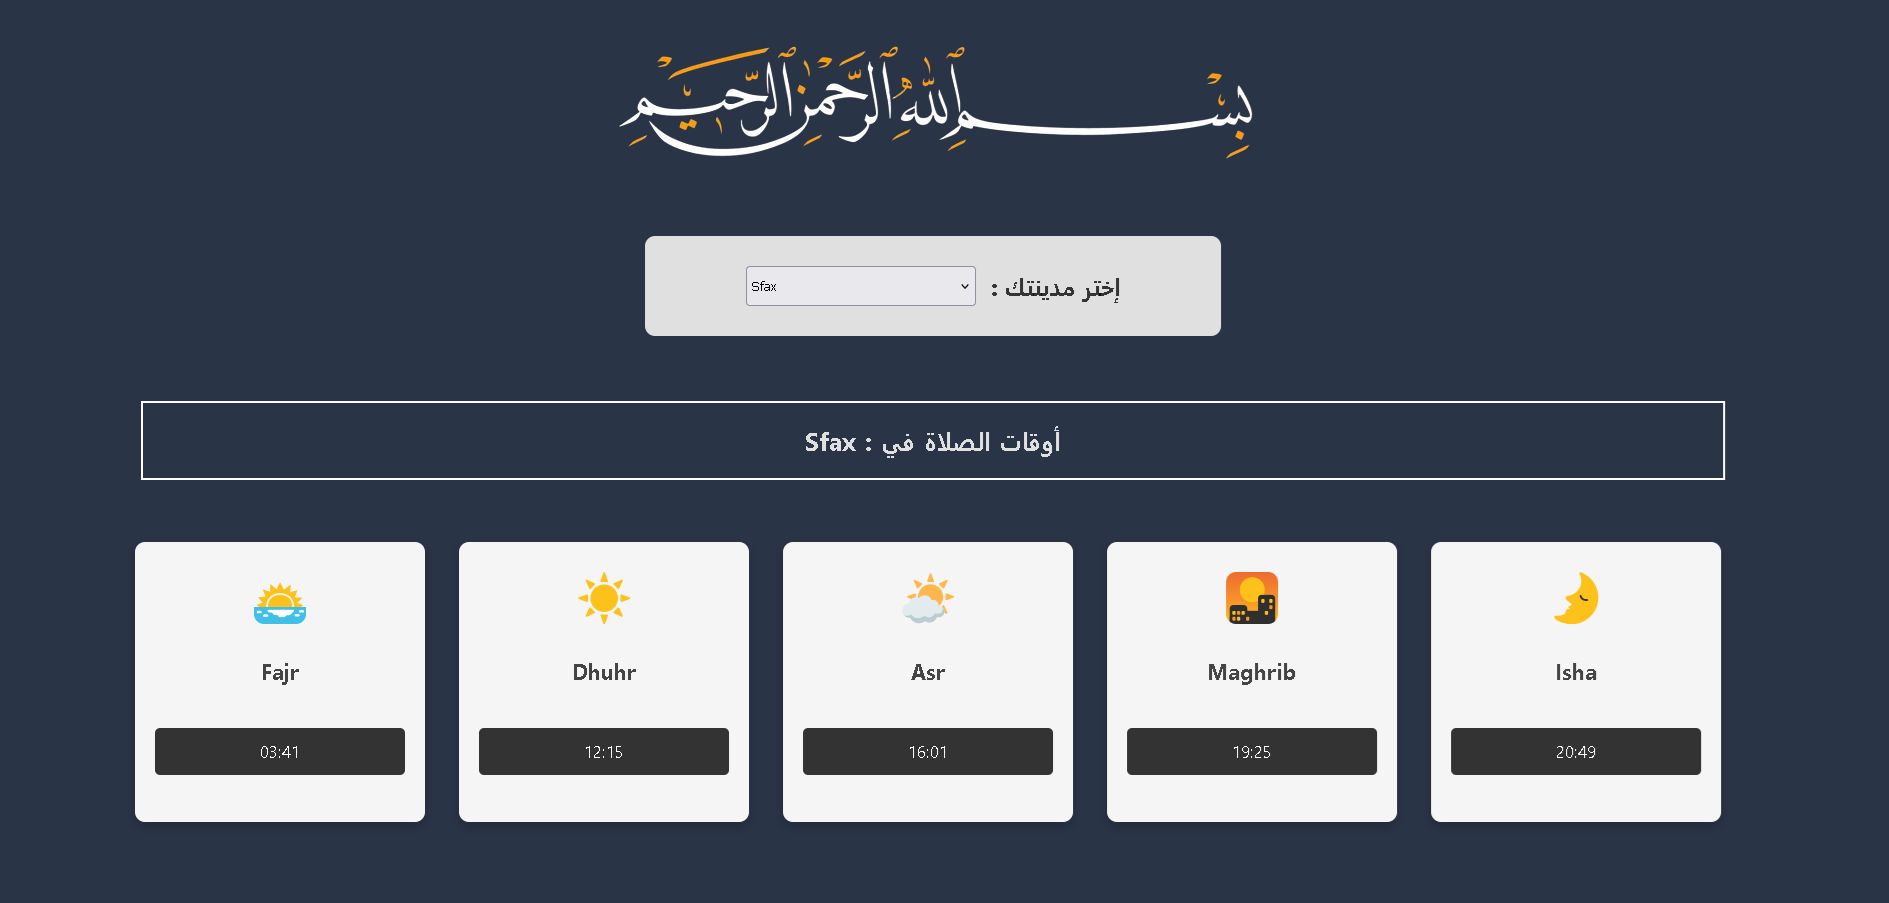 بِسْمِ ٱللَّهِ ٱلرَّحْمَٰنِ ٱلرَّحِيمِ
إختر مدينتك :
Sfax
أوقات الصلاة في : Sfax
Fajr
Dhuhr
Asr
Maghrib
Isha
03:41
12:15
16:01
19:25
20:49